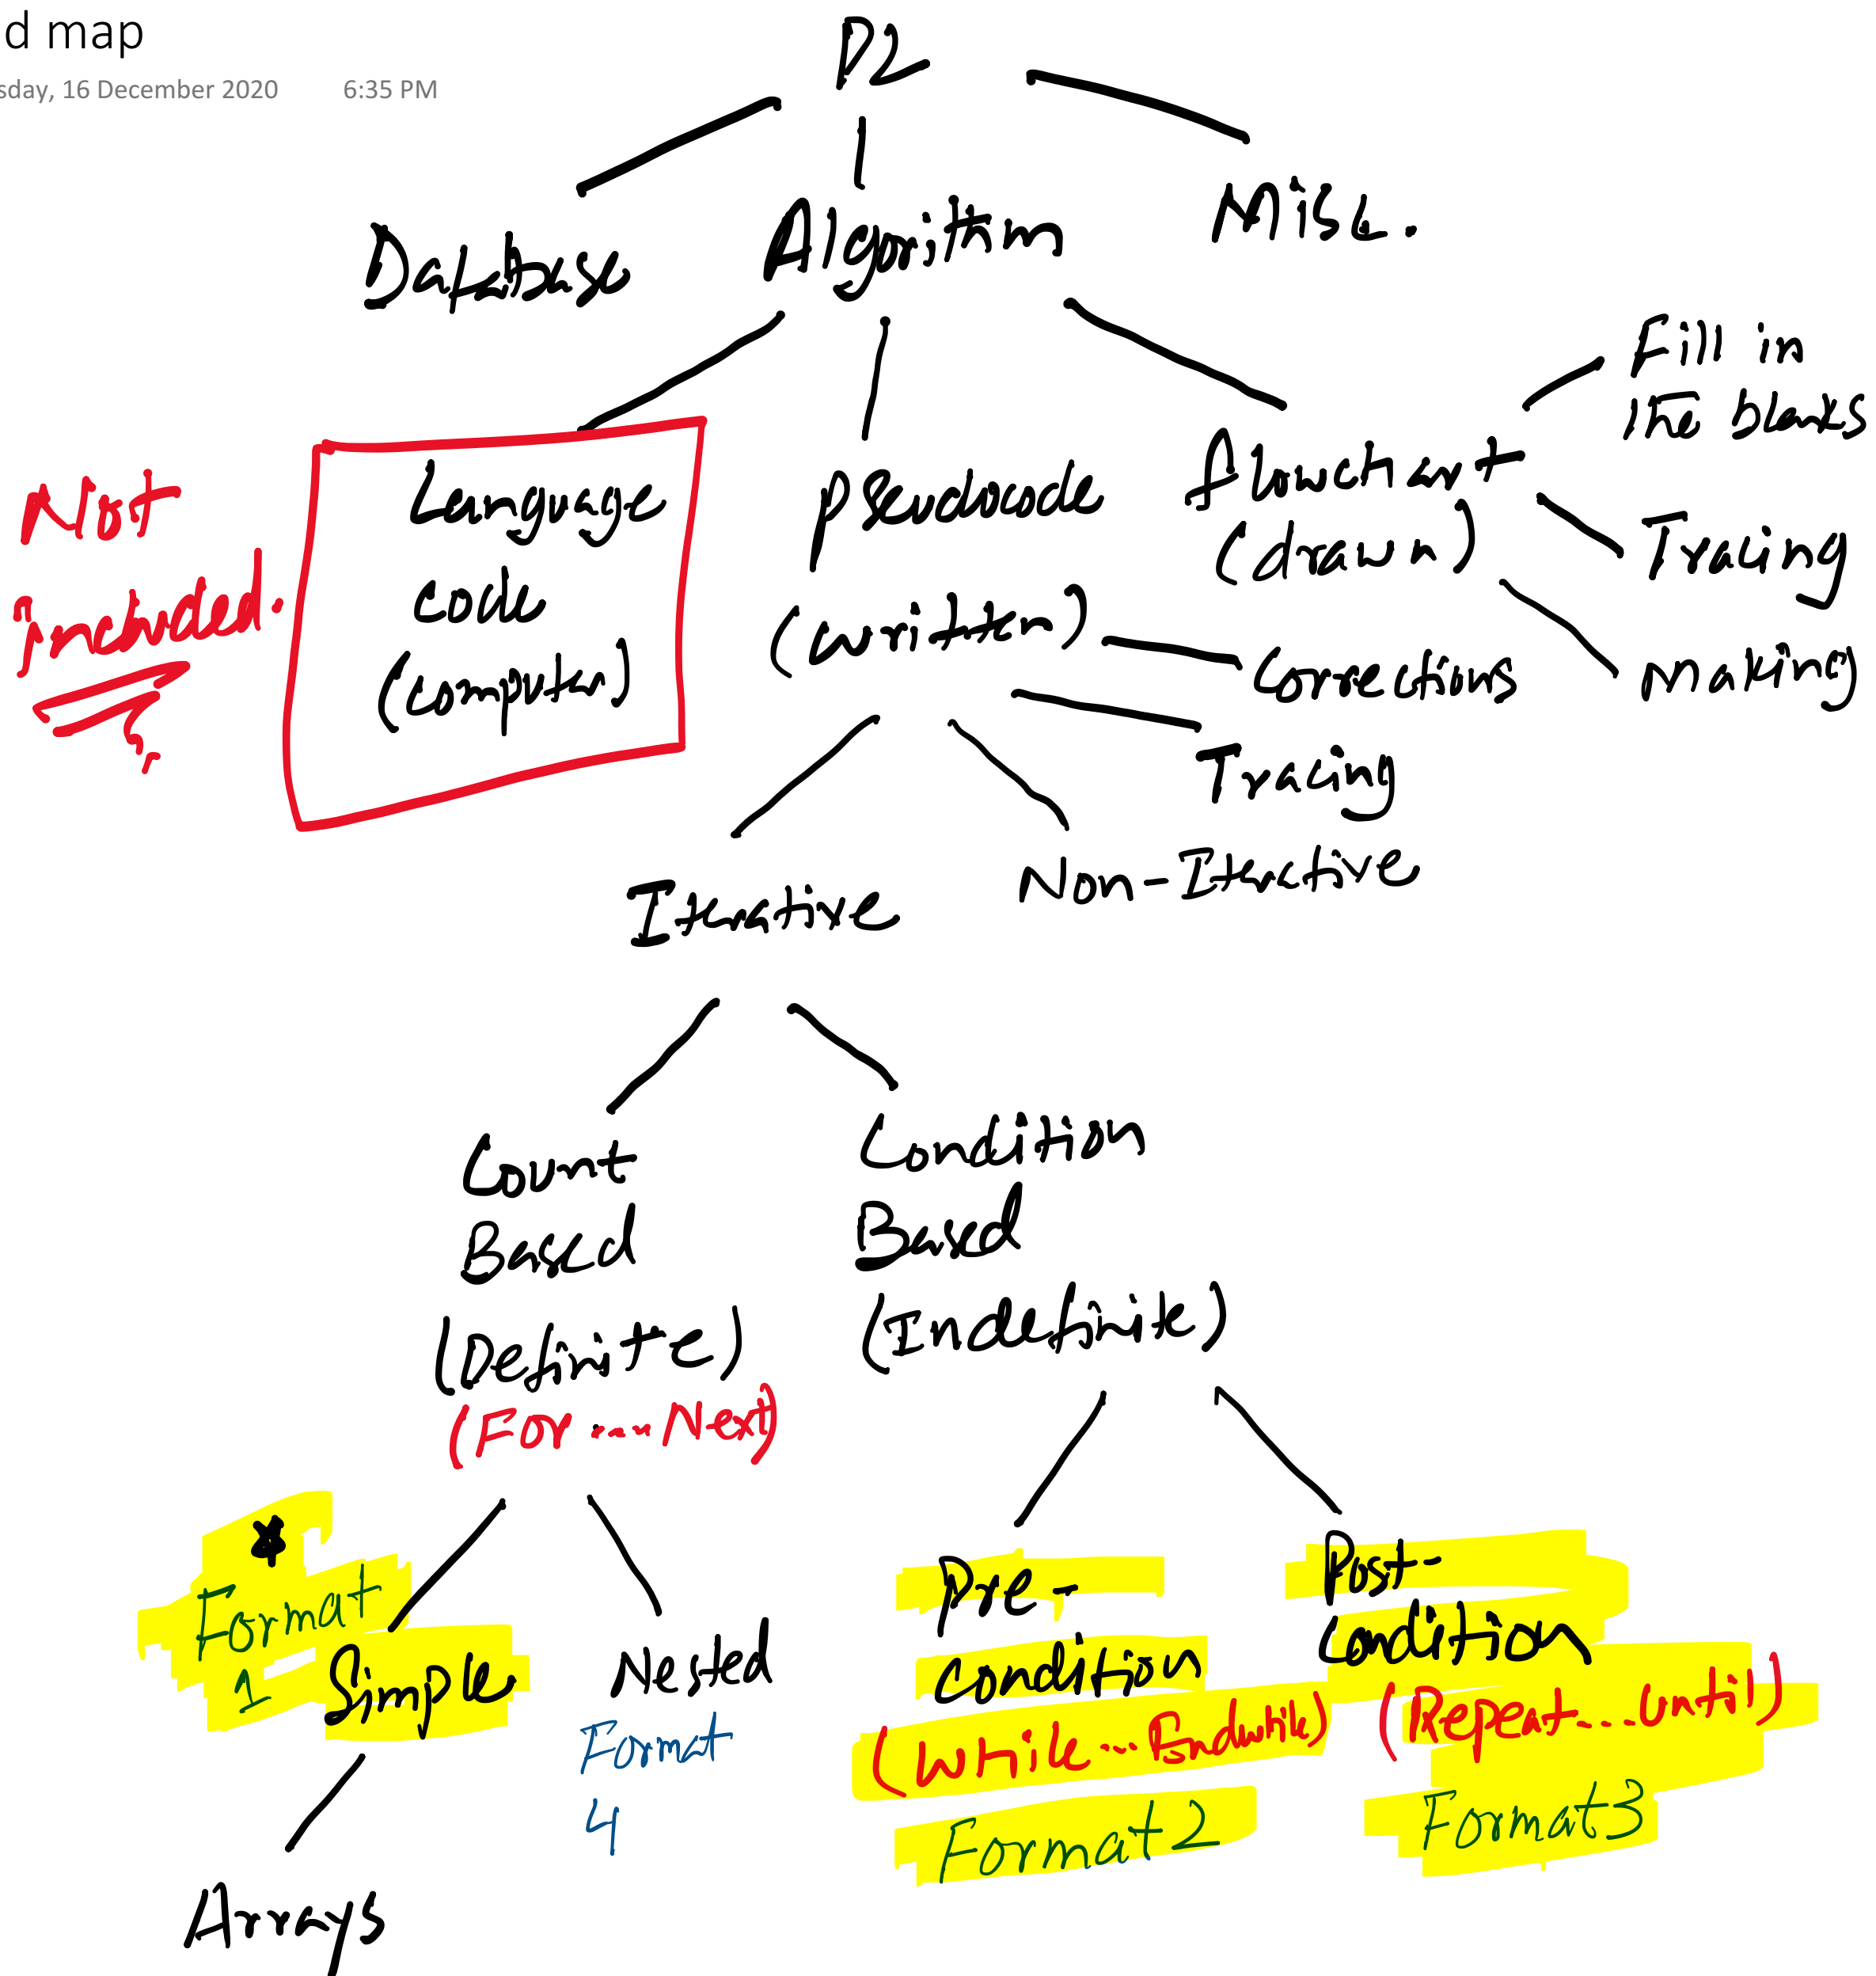 d map
sday, 16 December 2020 6:35 PM
P2
Database
Algorithm
Misc.
Not
included.
Language
code
(computer)
Pseudocode
(written)
flowchart
(drawn)
Fill in
the blanks
Tracing
making
Corrections
Tracing
Iterative
Non-Iterative
Count
Based
(Definite)
(For .... Next)
Condition
Based
(Indefinite)
*
Format
1
Simple
Nested
Format
4
Pre-
condition
(While... Endwhile)
Format 2
Post-
condition
(Repeat....Until)
Format 3
Arrays